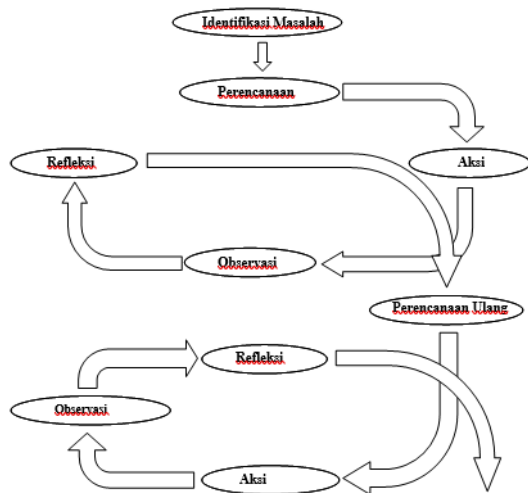 Identifikasi Masalah
Perencanaan
Refleksi
Aksi
Observasi
Perencanaan Ulang
Refleksi
Observasi
Aksi